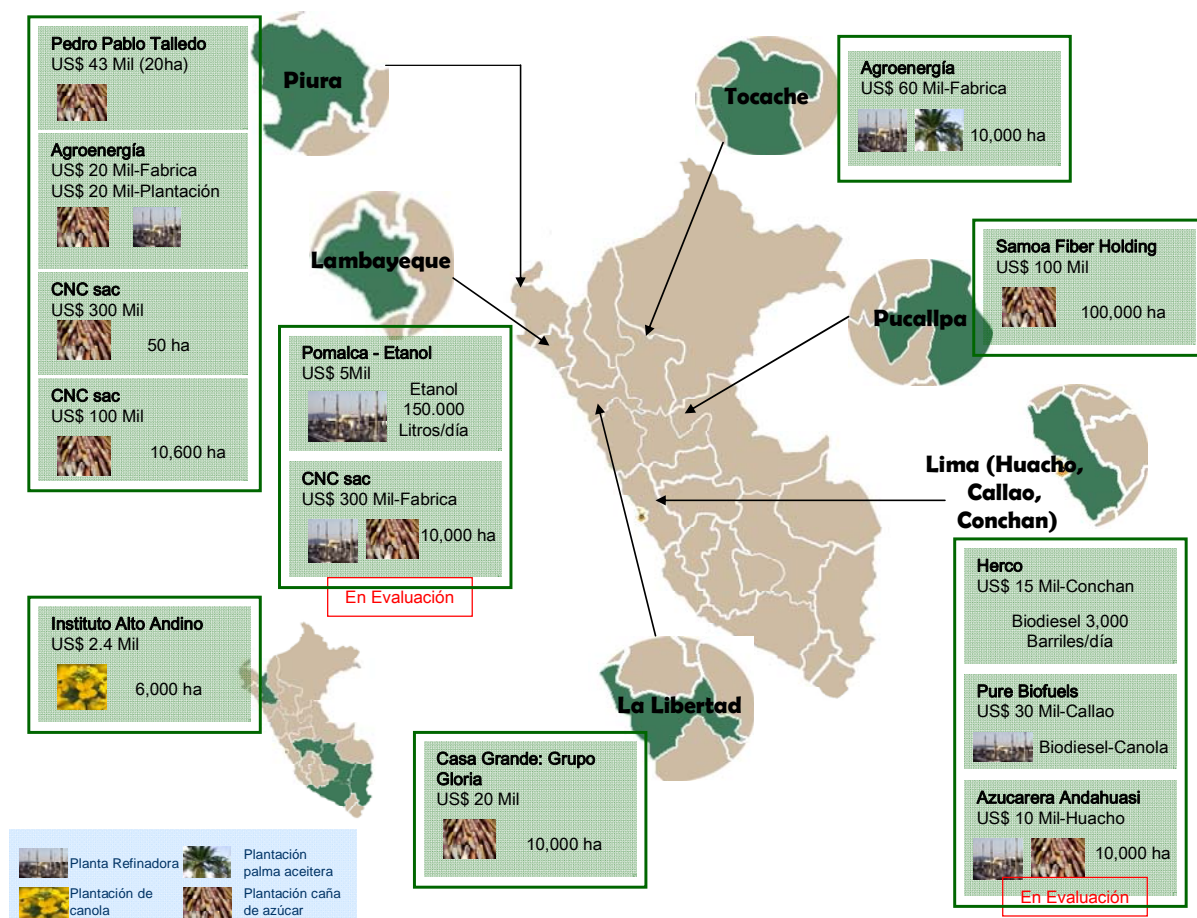 Pedro Pablo Talledo
US$ 43 Mil (20ha)
Agroenergía
US$ 20 Mil-Fabrica
US$ 20 Mil-Plantación
CNC sac
US$ 300 Mil
50 ha
CNC sac
US$ 100 Mil
10,600 ha
Piura
Lambayeque
Pomalca - Etanol
US$ 5Mil
Etanol
150.000
Litros/día
CNC sac
US$ 300 Mil-Fabrica
10,000 ha
En Evaluación
Tocache
Agroenergía
US$ 60 Mil-Fabrica
10,000 ha
Samoa Fiber Holding
US$ 100 Mil
100,000 ha
Pucallpa
Lima (Huacho,
Callao,
Conchan)
Herco
US$ 15 Mil-Conchan
Biodiesel 3,000
Barriles/día
Pure Biofuels
US$ 30 Mil-Callao
Biodiesel-Canola
Azucarera Andahuasi
US$ 10 Mil-Huacho
10,000 ha
En Evaluación
Instituto Alto Andino
US$ 2.4 Mil
6,000 ha
La Libertad
Casa Grande: Grupo
Gloria
US$ 20 Mil
10,000 ha
Planta Refinadora
Plantación
palma aceitera
Plantación de
canola
Plantación caña
de azúcar